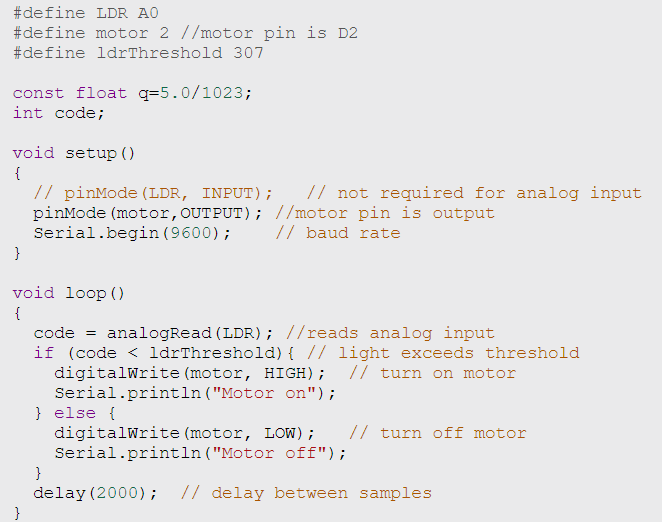 #define LDR A0
#define motor 2 //motor pin is D2
#define ldrThreshold 307

const float q=5.0/1023;
int code;

void setup()
{
  // pinMode(LDR, INPUT);   // not required for analog input
  pinMode(motor,OUTPUT); //motor pin is output
  Serial.begin(9600);    // baud rate
}

void loop()
{
  code = analogRead(LDR); //reads analog input
  if (code < ldrThreshold){ // light exceeds threshold
    digitalWrite(motor, HIGH);  // turn on motor
    Serial.println("Motor on");
  } else {
    digitalWrite(motor, LOW);   // turn off motor
    Serial.println("Motor off");
  }
  delay(2000);  // delay between samples
}